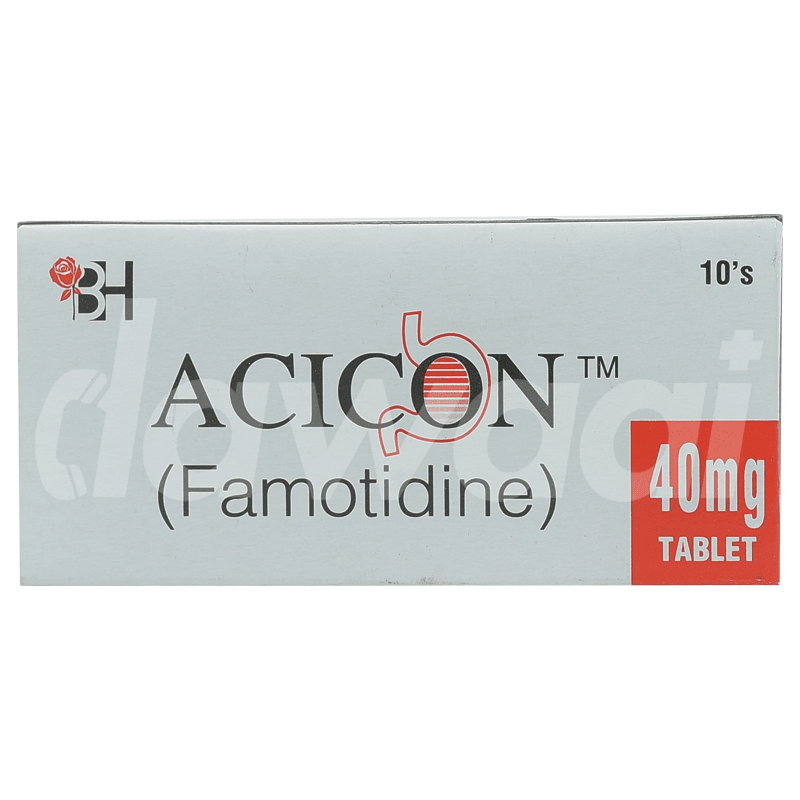 BH
10's
ACICON™
(Famotidine)
40mg
TABLET
dawaai